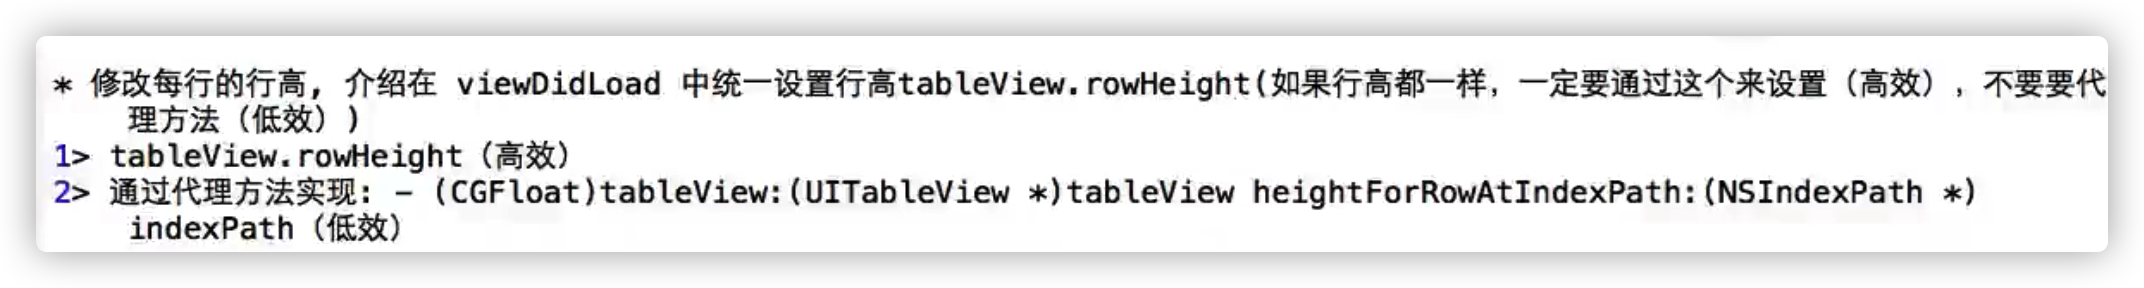 * 修改每行的行高, 介绍在 viewDidLoad 中统一设置行高tableView.rowHeight(如果行高都一样，一定要通过这个来设置（高效）, 不要要代
理方法（低效）)
1> tableView.rowHeight（高效）
2> 通过代理方法实现: - (CGFloat)tableView:(UITableView *)tableView heightForRowAtIndexPath:(NSIndexPath *)
indexPath（低效）